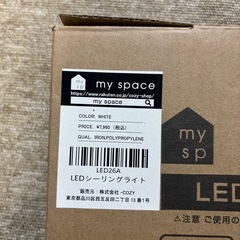 my
sp
my space
https://www.rakuten.co.jp/cozy-shop/
my space
COLOR. WHITE
PRICE. ¥7,980（税込）
QUAL. IRON,POLYPROPYLENE
LED26A
LEDシーリングライト
販売元：株式会社 -COZY
東京都品川区西五反田二丁目13番1号
my
sp
LED
⚠注意 ご使用の